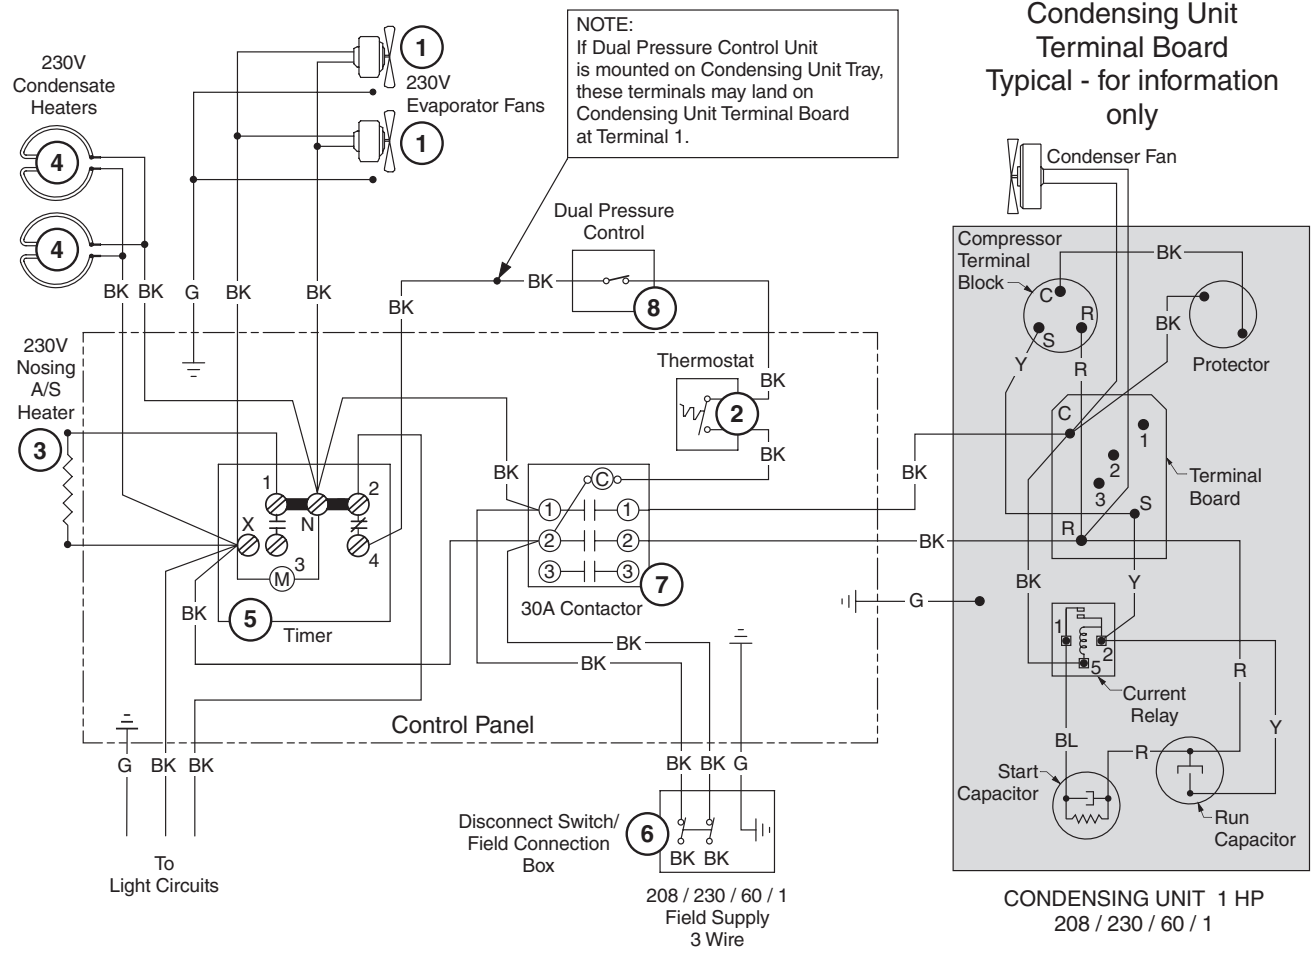 230V
Condensate
Heaters
4
4
1
230V
Evaporator Fans
1
NOTE:
If Dual Pressure Control Unit
is mounted on Condensing Unit Tray,
these terminals may land on
Condensing Unit Terminal Board
at Terminal 1.
Condensing Unit
Terminal Board
Typical - for information
only
Condenser Fan
BK BK G BK BK BK
Dual Pressure
Control
BK
8
230V
Nosing
A/S
Heater
3
Thermostat
BK
2
BK
1 2
X N
3 4
M
BK
5
Timer
BK
C
1 1
2 2
3 3
30A Contactor
7
BK
BK
G
BK
BK
Control Panel
G BK BK
To
Light Circuits
BK BK G
Disconnect Switch/
Field Connection
Box
6
BK BK
208 / 230 / 60 / 1
Field Supply
3 Wire
Compressor
Terminal
Block
C
R
S
BK
BK
Protector
Y
R
C
1
2
3
S
R
Terminal
Board
BK
Y
1
2
5
Current
Relay
R
Y
BL
R
Start
Capacitor
Run
Capacitor
CONDENSING UNIT 1 HP
208 / 230 / 60 / 1